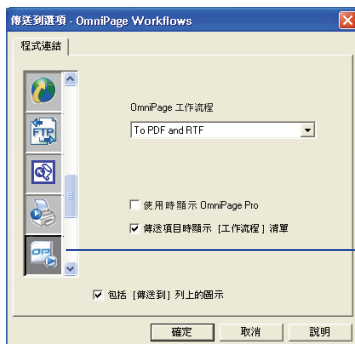 傳送到選項 - OmniPage Workflows
程式連結
OmniPage 工作流程
To PDF and RTF
FTP
使用時顯示 OmniPage Pro
OP
傳送項目時顯示 [工作流程] 清單
包括 [傳送到] 列上的圖示
確定 取消 說明